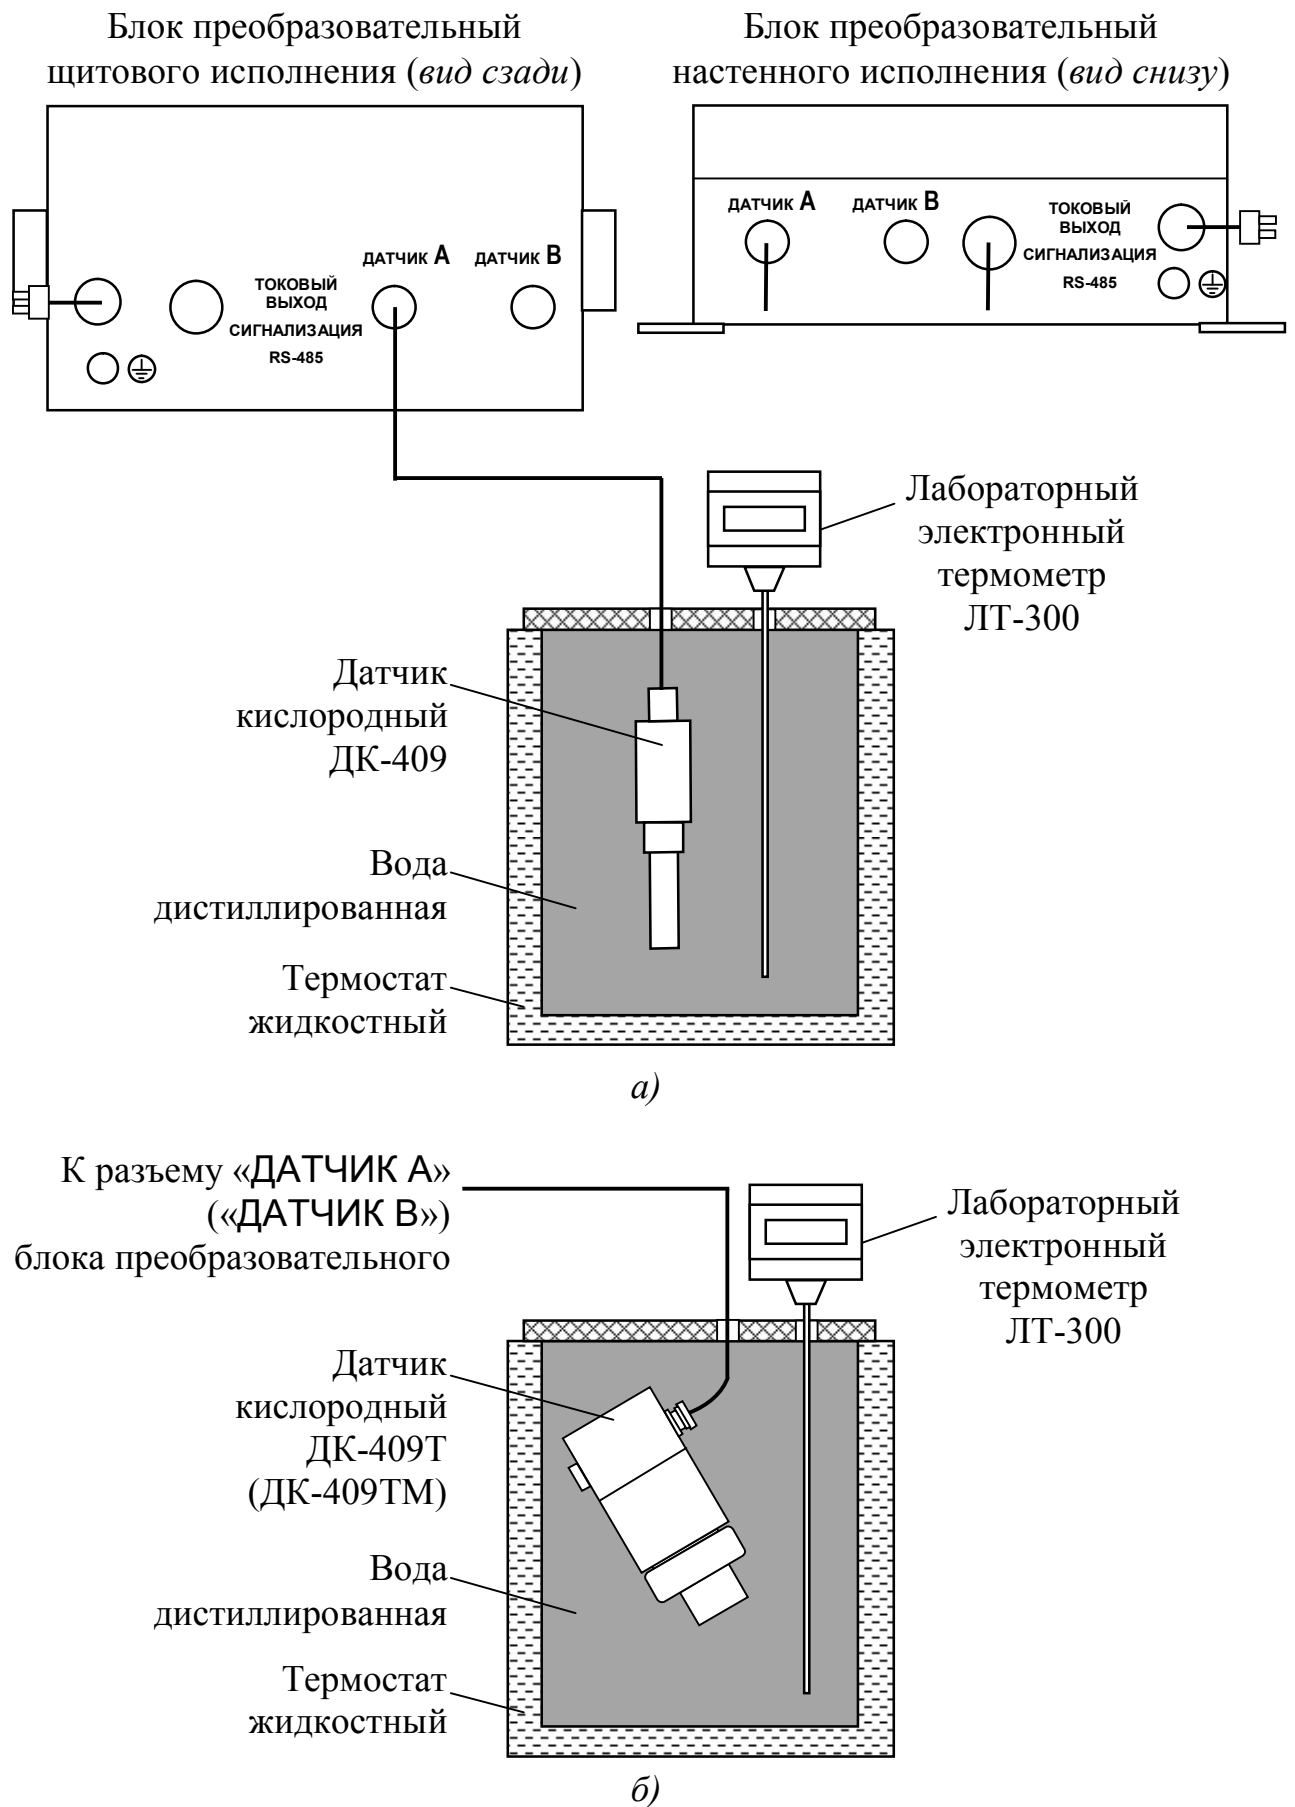 Блок преобразовательный
щитового исполнения (вид сзади)
Блок преобразовательный
настенного исполнения (вид снизу)
ДАТЧИК А
ДАТЧИК В
ТОКОВЫЙ
ВЫХОД
СИГНАЛИЗАЦИЯ
RS-485
ДАТЧИК А
ДАТЧИК В
ТОКОВЫЙ
ВЫХОД
СИГНАЛИЗАЦИЯ
RS-485
Лабораторный
электронный
термометр
ЛТ-300
Датчик
кислородный
ДК-409
Вода
дистиллированная
Термостат
жидкостный
а)
К разъему «ДАТЧИК А»
(«ДАТЧИК В»)
блока преобразовательного
Лабораторный
электронный
термометр
ЛТ-300
Датчик
кислородный
ДК-409Т
(ДК-409ТМ)
Вода
дистиллированная
Термостат
жидкостный
б)